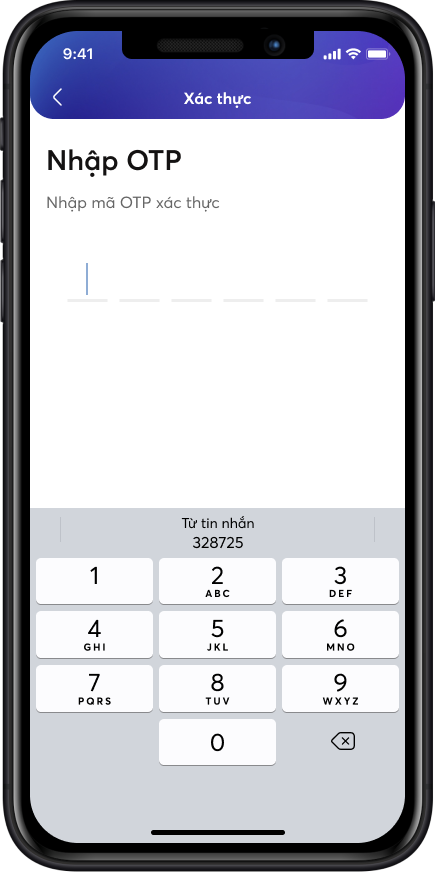 9:41
Xác thực
Nhập OTP
Nhập mã OTP xác thực
Từ tin nhắn
328725
1
2
ABC
3
DEF
4
GHI
5
JKL
6
MNO
7
PQRS
8
TUV
9
WXYZ
0